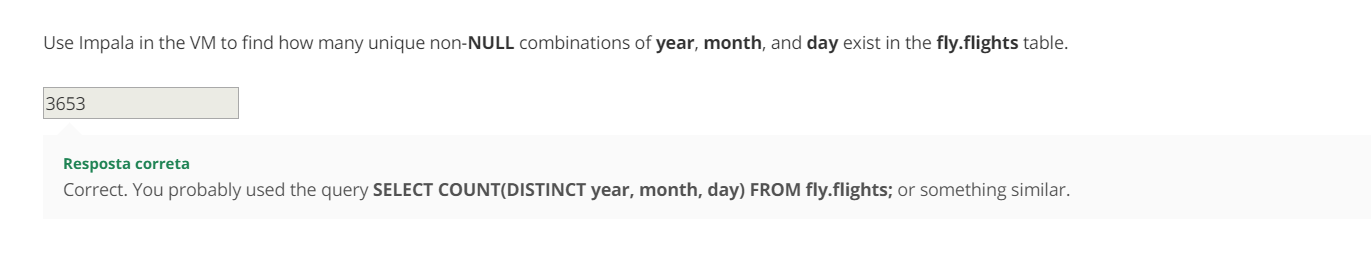 Use Impala in the VM to find how many unique non-NULL combinations of year, month, and day exist in the fly.flights table.
3653
Resposta correta
Correct. You probably used the query SELECT COUNT(DISTINCT year, month, day) FROM fly.flights; or something similar.